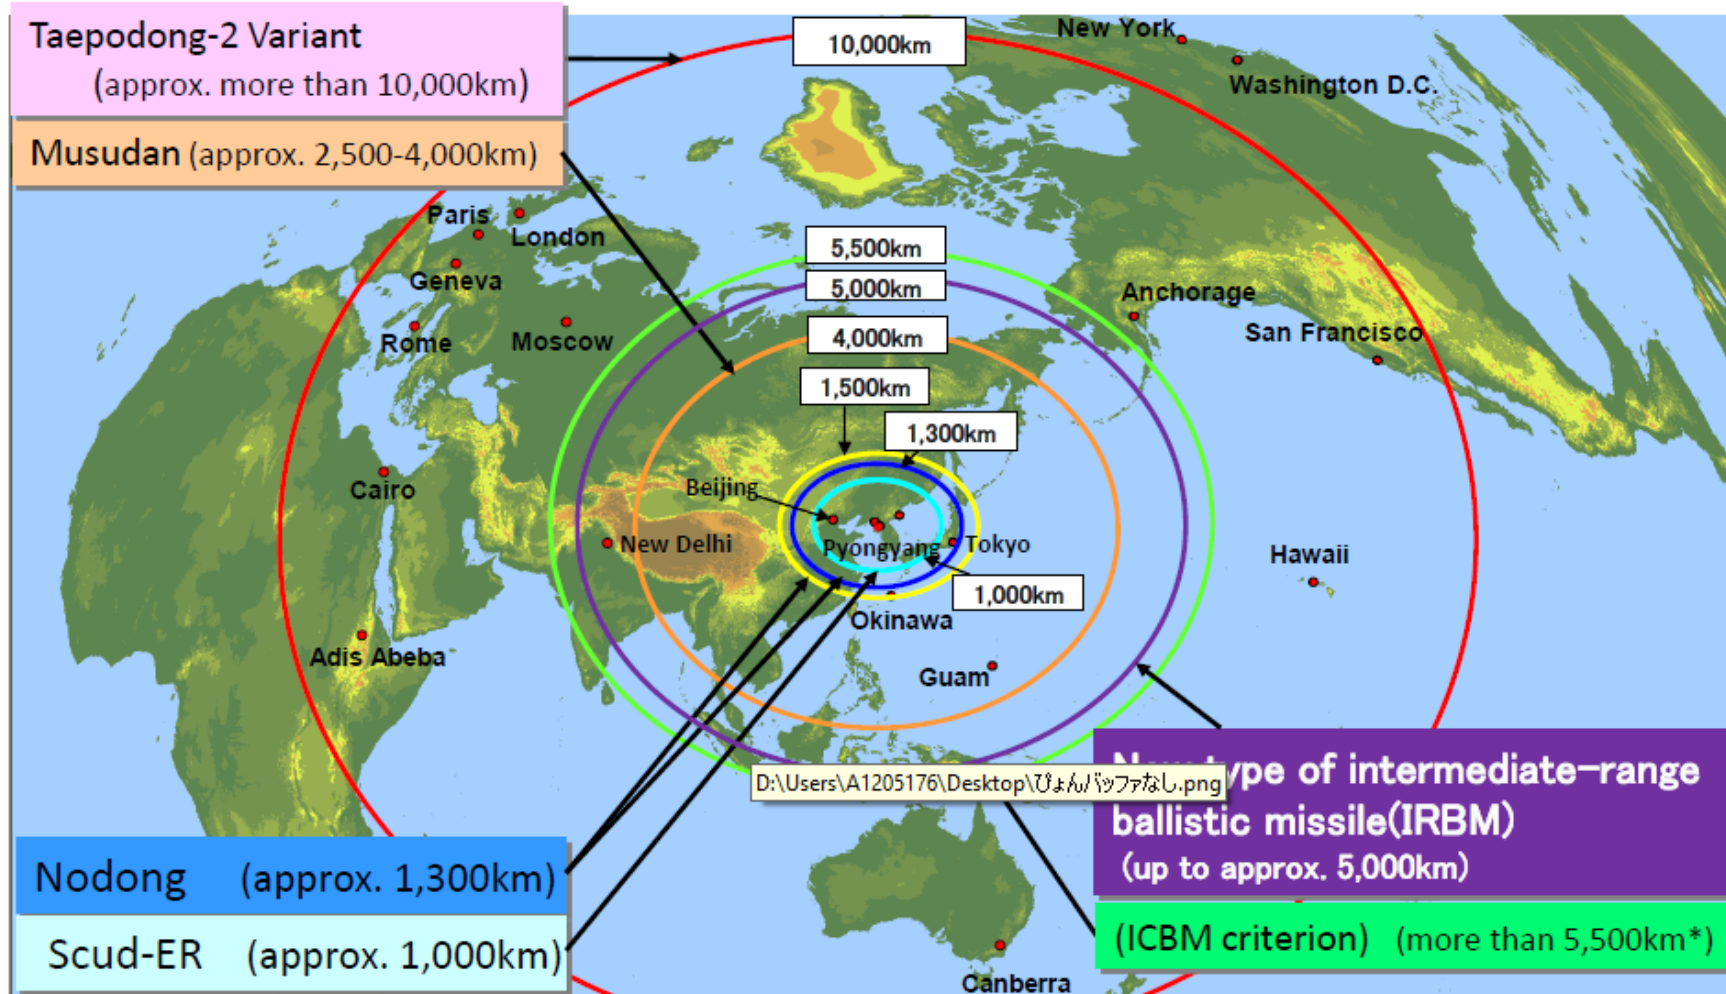 Taepodong-2 Variant
(approx. more than 10,000km)
Musudan (approx. 2,500-4,000km)
10,000km
New York
Washington D.C.
Paris
London
Geneva
Rome
Moscow
5,500km
5,000km
4,000km
1,500km
1,300km
Anchorage
San Francisco
Cairo
Beijing
New Delhi
Pyongyang
Tokyo
Hawaii
1,000km
Okinawa
Adis Abeba
Guam
D:\Users\A1205176\Desktop\ぴょんバッファなし.png
type of intermediate-range
ballistic missile(IRBM)
(up to approx. 5,000km)
Nodong (approx. 1,300km)
Scud-ER (approx. 1,000km)
(ICBM criterion) (more than 5,500km*)
Canberra